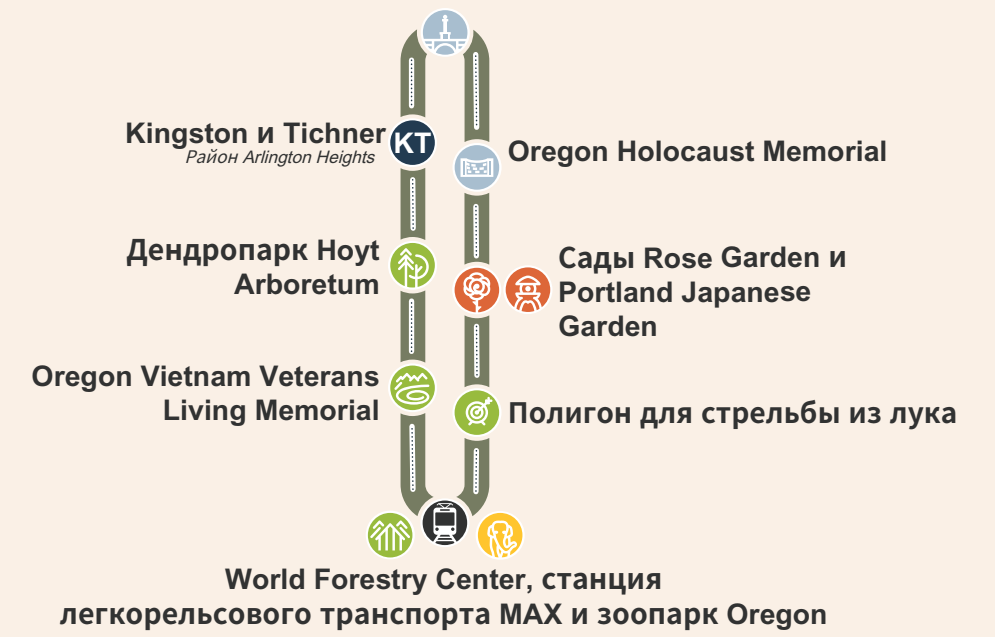 Kingston и Tichner
Район Arlington Heights
KT
Oregon Holocaust Memorial
Дендропарк Hoyt
Arboretum
Сады Rose Garden и
Portland Japanese
Garden
Oregon Vietnam Veterans
Living Memorial
Полигон для стрельбы из лука
World Forestry Center, станция
легкорельсового транспорта MAX и зоопарк Oregon